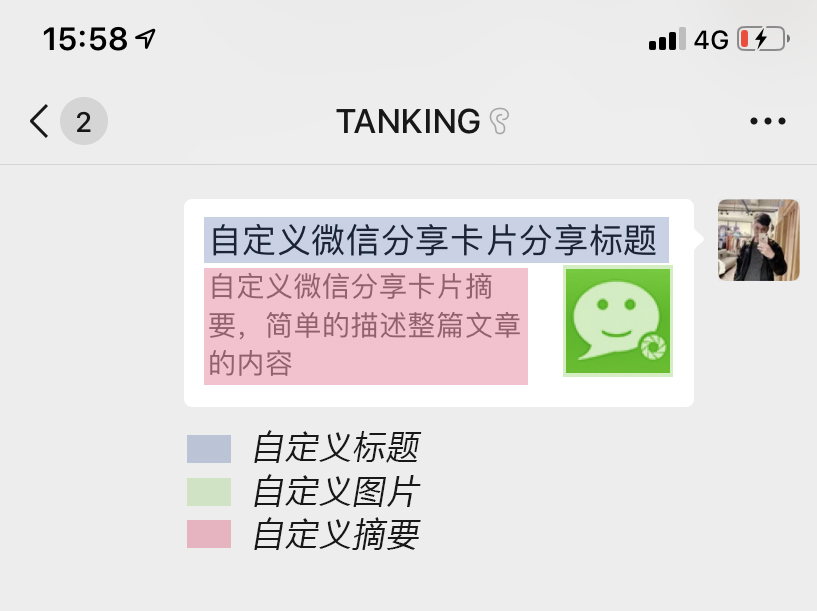 15:58
4G
2
TANKING
自定义微信分享卡片分享标题
自定义微信分享卡片摘
要，简单的描述整篇文章
的内容
自定义标题
自定义图片
自定义摘要